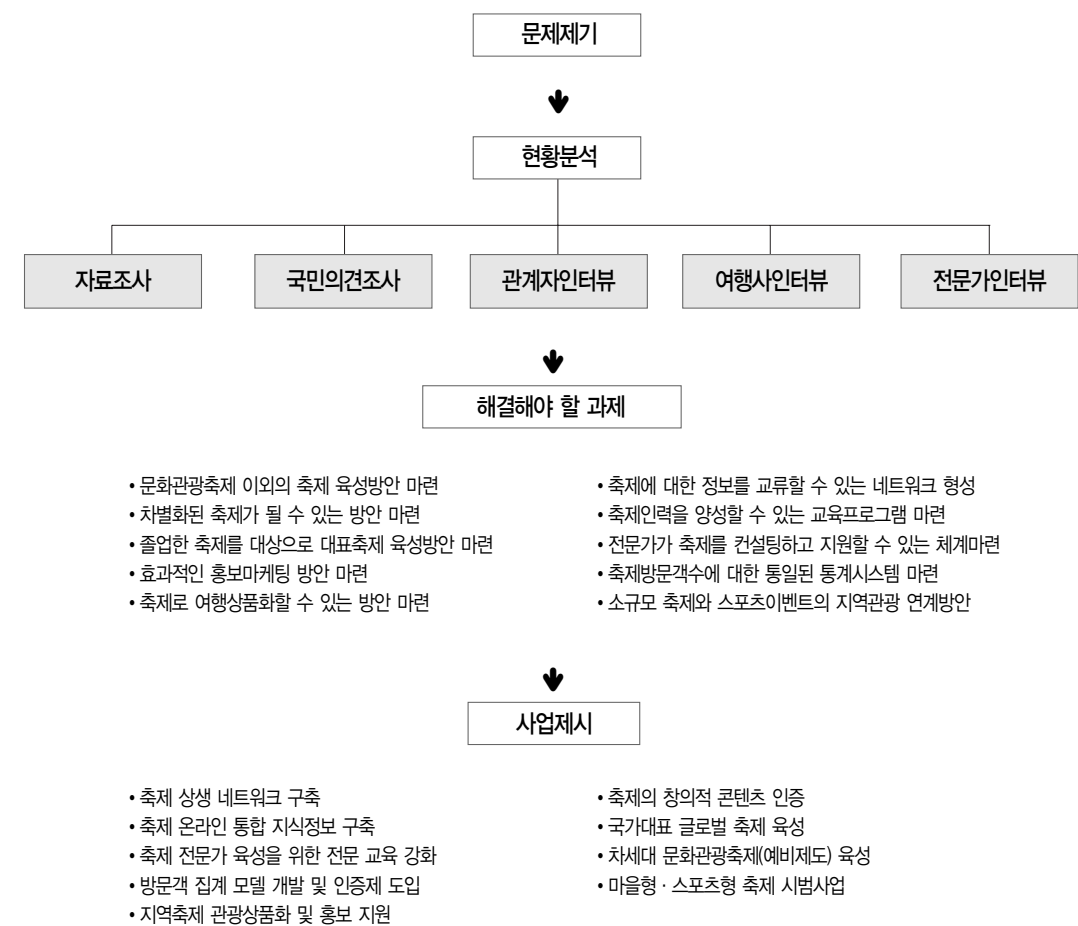 문제제기
현황분석
자료조사
국민의견조사
관계자인터뷰
여행사인터뷰
전문가인터뷰
해결해야 할 과제
• 문화관광축제 이외의 축제 육성방안 마련
• 차별화된 축제가 될 수 있는 방안 마련
• 졸업한 축제를 대상으로 대표축제 육성방안 마련
• 효과적인 홍보마케팅 방안 마련
• 축제로 여행상품화할 수 있는 방안 마련
• 축제에 대한 정보를 교류할 수 있는 네트워크 형성
• 축제인력을 양성할 수 있는 교육프로그램 마련
• 전문가가 축제를 컨설팅하고 지원할 수 있는 체계마련
• 축제방문객수에 대한 통일된 통계시스템 마련
• 소규모 축제와 스포츠이벤트의 지역관광 연계방안
사업제시
• 축제 상생 네트워크 구축
• 축제 온라인 통합 지식정보 구축
• 축제 전문가 육성을 위한 전문 교육 강화
• 방문객 집계 모델 개발 및 인증제 도입
• 지역축제 관광상품화 및 홍보 지원
• 축제의 창의적 콘텐츠 인증
• 국가대표 글로벌 축제 육성
• 차세대 문화관광축제(예비제도) 육성
• 마을형 · 스포츠형 축제 시범사업